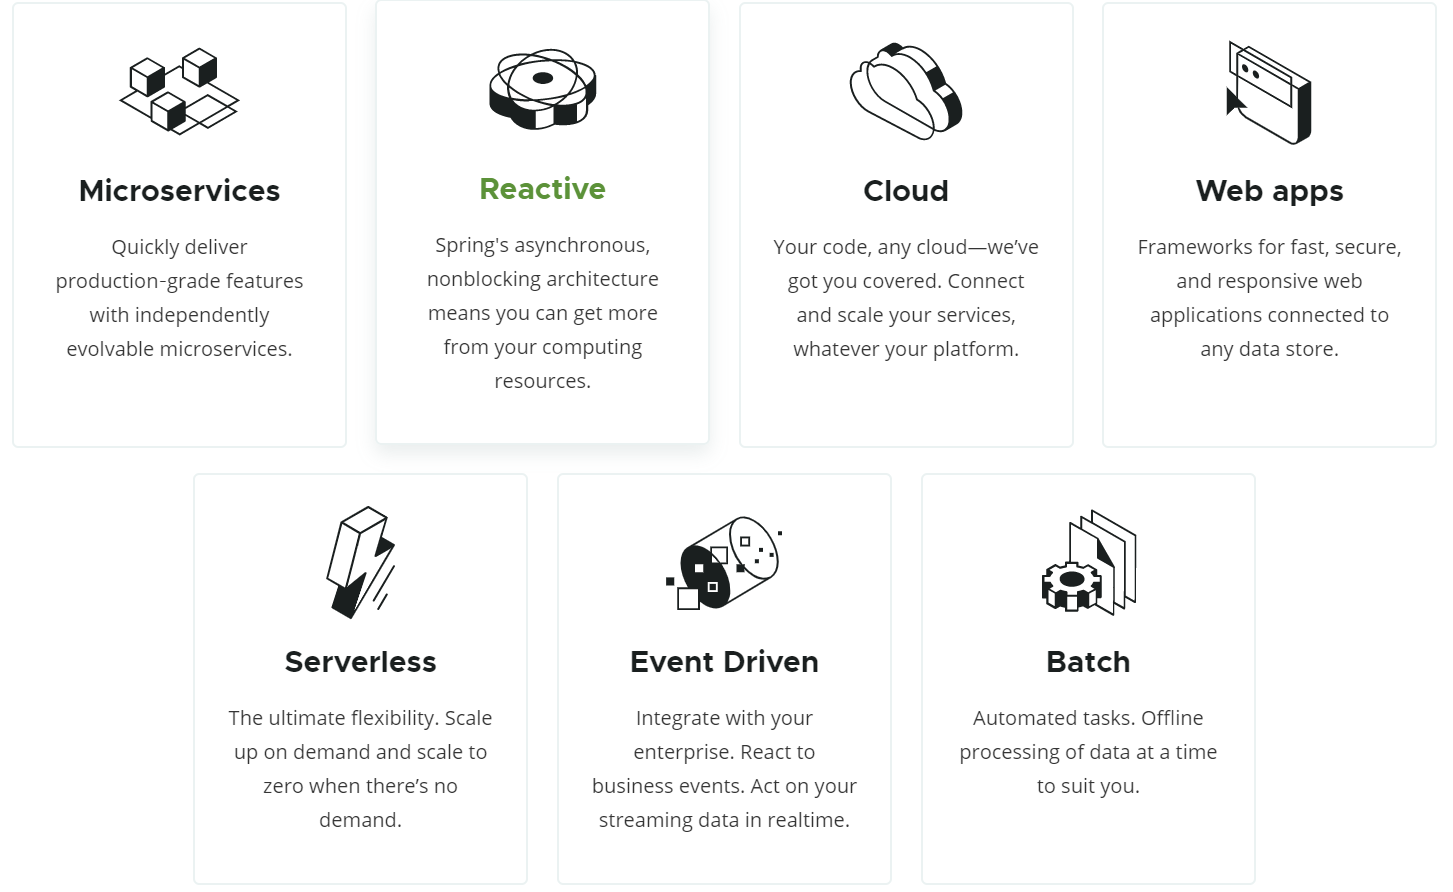 Microservices
Quickly deliver
production-grade features
with independently
evolvable microservices.
Reactive
Spring's asynchronous,
nonblocking architecture
means you can get more
from your computing
resources.
Cloud
Your code, any cloud—we’ve
got you covered. Connect
and scale your services,
whatever your platform.
Web apps
Frameworks for fast, secure,
and responsive web
applications connected to
any data store.
Serverless
The ultimate flexibility. Scale
up on demand and scale to
zero when there’s no
demand.
Event Driven
Integrate with your
enterprise. React to
business events. Act on your
streaming data in realtime.
Batch
Automated tasks. Offline
processing of data at a time
to suit you.